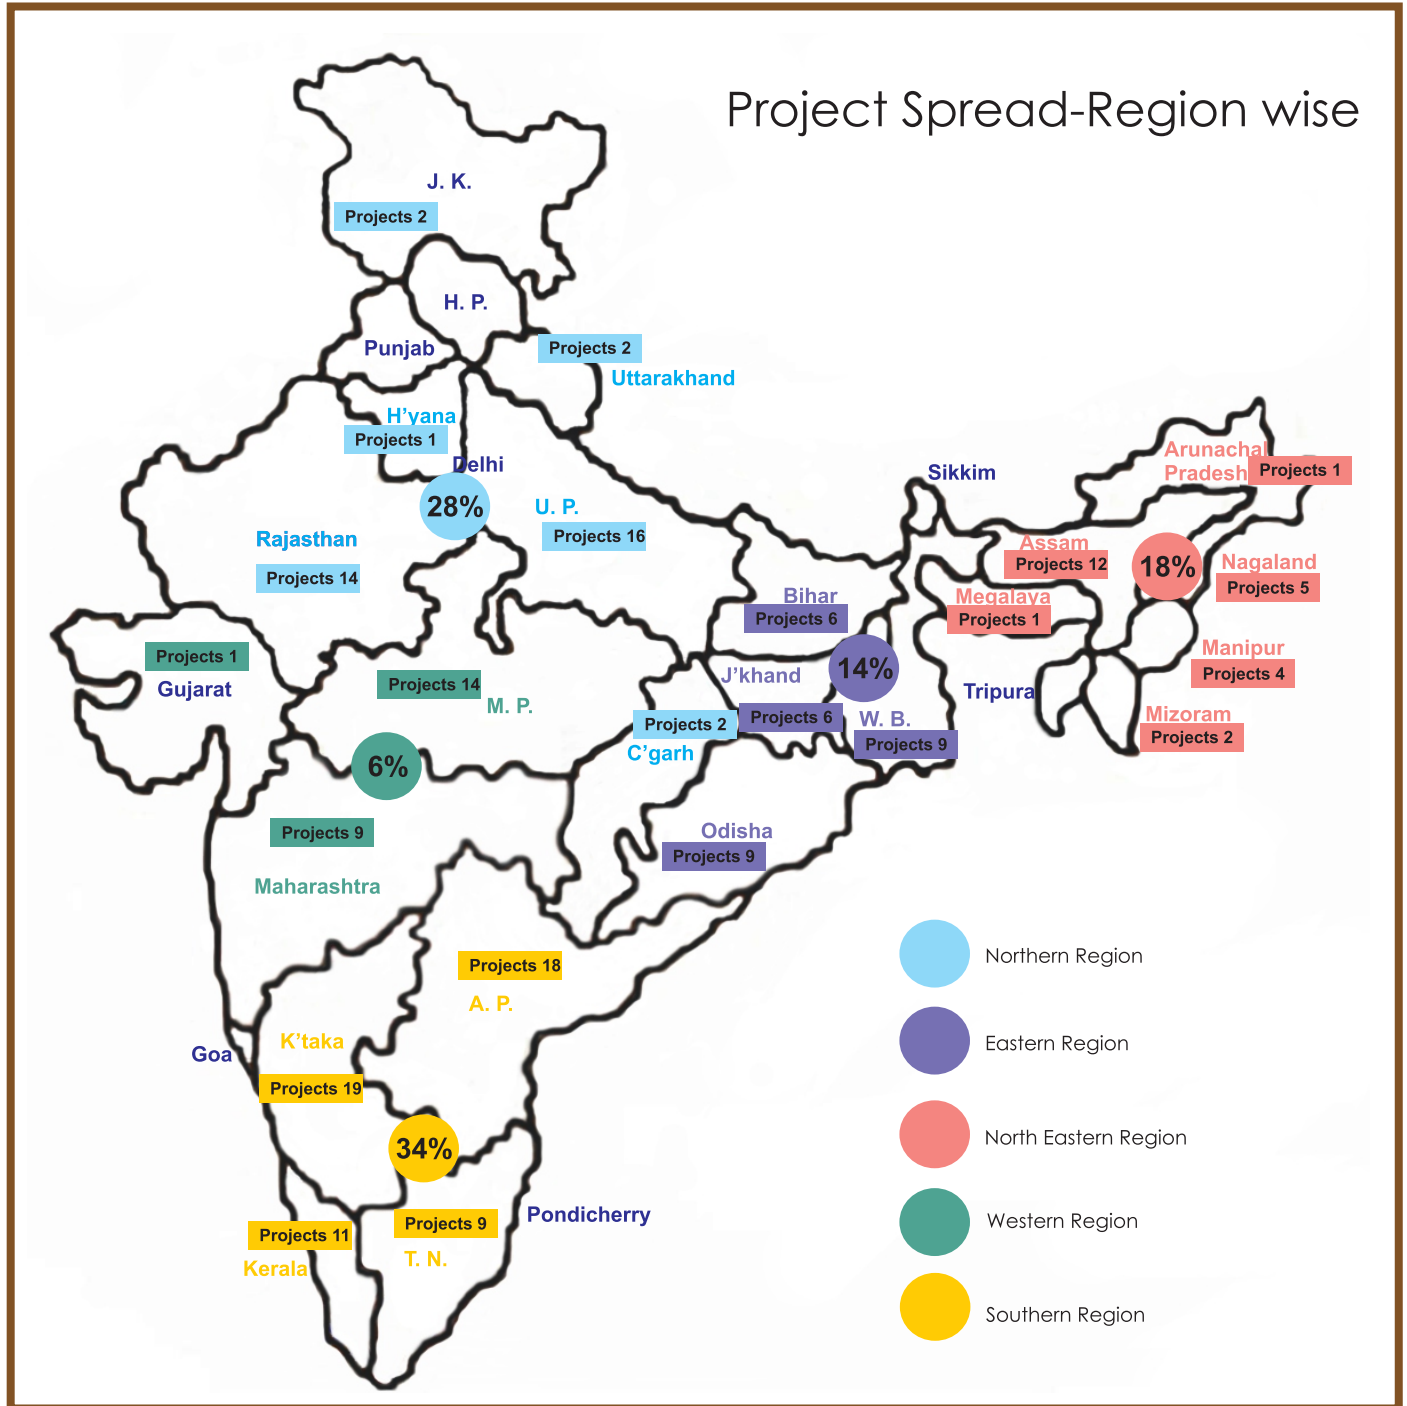 Project Spread-Region wise
J. K.
Projects 2
H. P.
Punjab
Projects 2
Uttarakhand
H'yana
Projects 1
Delhi
28%
U. P.
Projects 16
Rajasthan
Projects 14
Sikkim
Arunachal
Pradesh
Projects 1
Assam
Projects 12
18%
Nagaland
Projects 5
Megalaya
Projects 1
Manipur
Projects 4
Mizoram
Projects 2
Tripura
Bihar
Projects 6
14%
J'khand
Projects 6
W. B.
Projects 9
Projects 1
Gujarat
Projects 14
M. P.
Projects 2
C'garh
6%
Projects 9
Maharashtra
Odisha
Projects 9
Projects 18
A. P.
K'taka
Goa
Projects 19
34%
Projects 9
T. N.
Pondicherry
Projects 11
Kerala
Northern Region
Eastern Region
North Eastern Region
Western Region
Southern Region